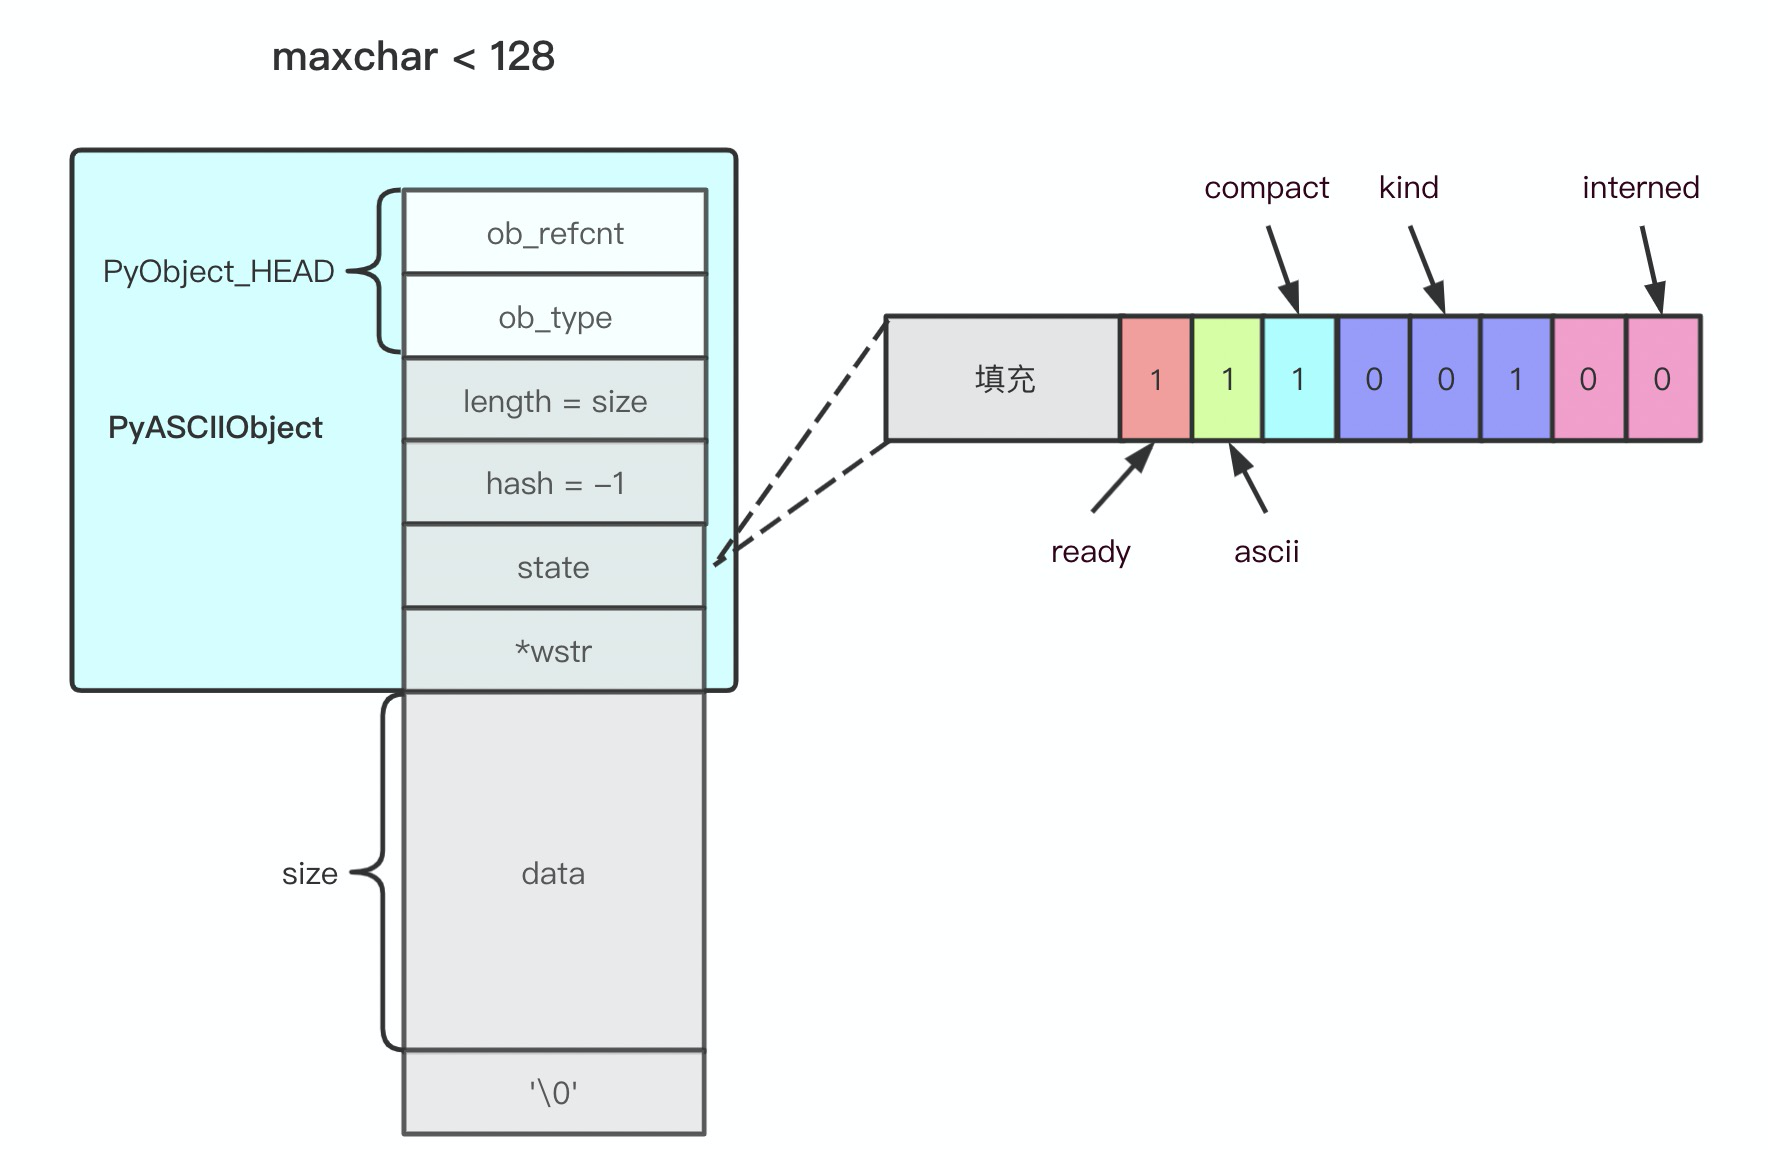 maxchar < 128
PyObject_HEAD
ob_refcnt
ob_type
PyASCIIObject
length = size
hash = −1
state
*wstr
size
data
'\0'
compact
kind
interned
填充
1
1
1
0
0
1
0
0
ready
ascii